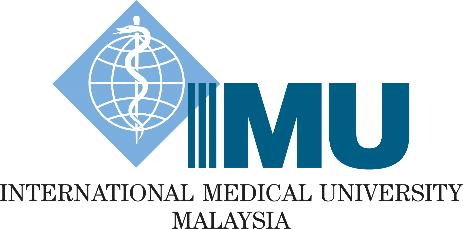 IMU
INTERNATIONAL MEDICAL UNIVERSITY
MALAYSIA